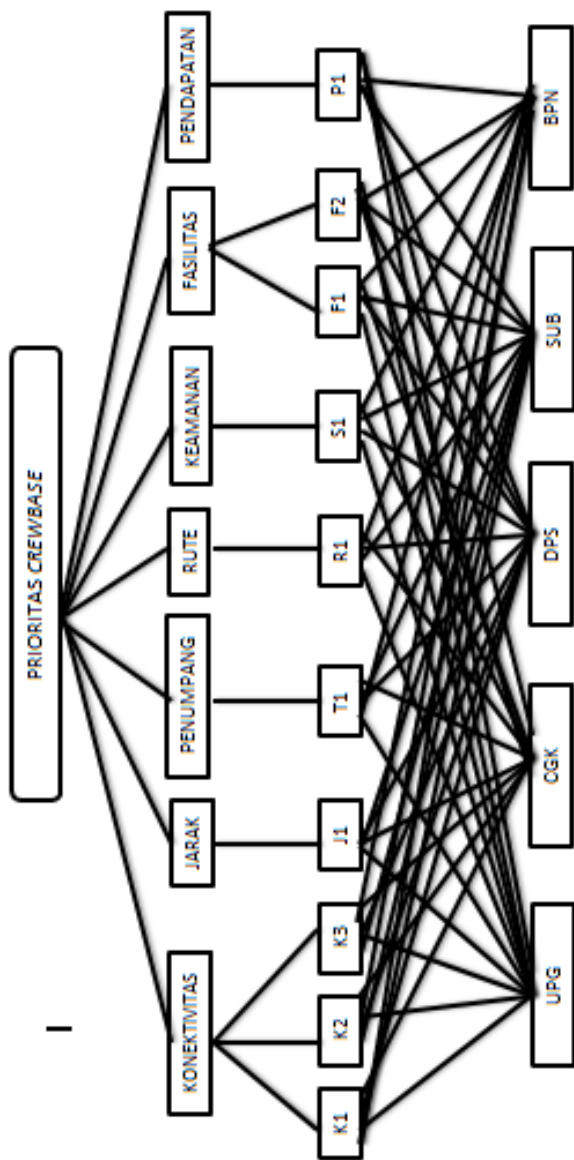 PRIORITAS CREWBASE
KONEKTIVITAS
JARAK
PENUMPANG
RUTE
KEAMANAN
FASILITAS
PENDAPATAN
K1
K2
K3
J1
T1
R1
S1
F1
F2
P1
UPG
CGK
DPS
SUB
BPN